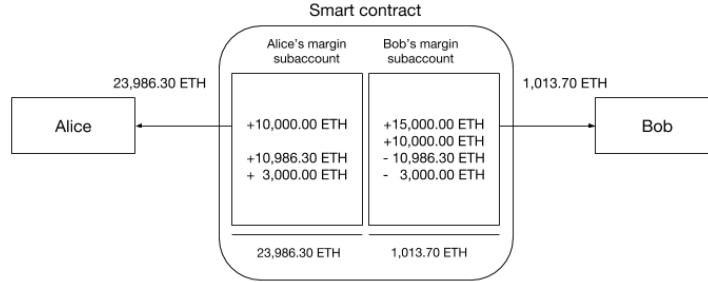 Smart contract
Alice's margin
subaccount
Bob's margin
subaccount
23,986.30 ETH
1,013.70 ETH
Alice
+10,000.00 ETH
+10,986.30 ETH
+ 3,000.00 ETH
+15,000.00 ETH
+10,000.00 ETH
- 10,986.30 ETH
- 3,000.00 ETH
Bob
23,986.30 ETH
1,013.70 ETH